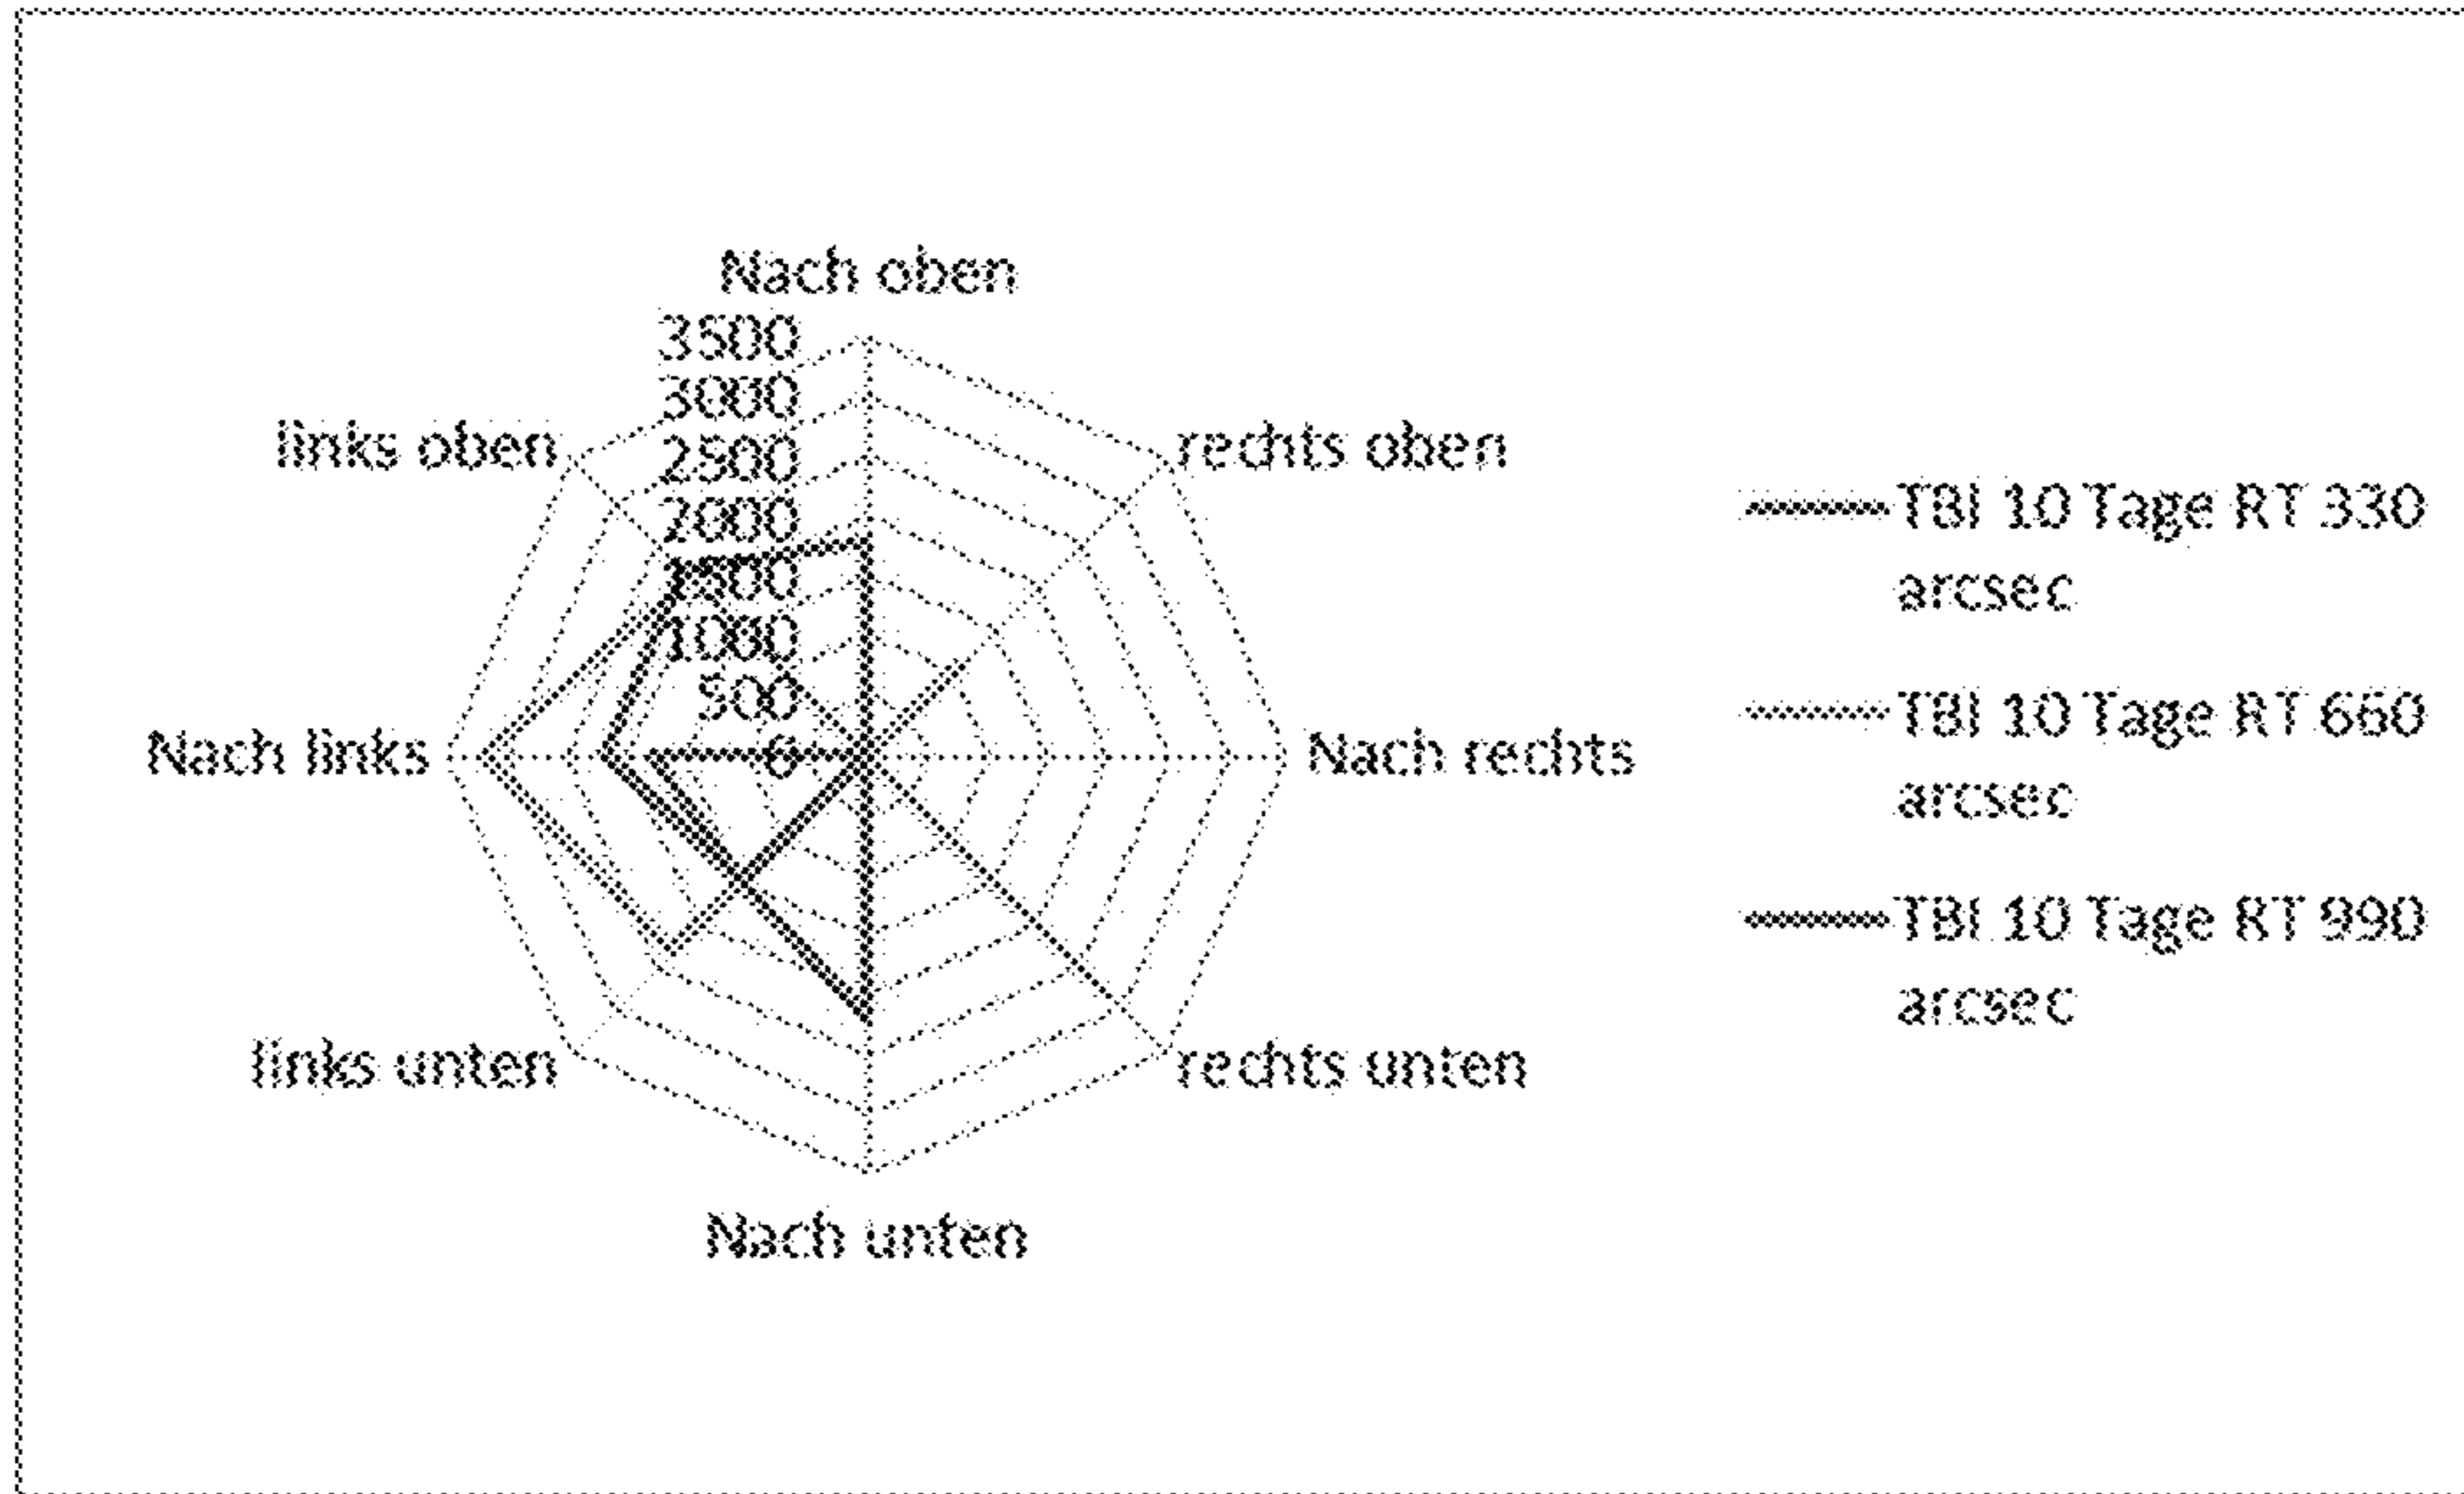 Nach oben
3500
3000
2500
2000
1500
1000
500
0
links oben
rechts oben
Nach links
Nach rechts
links unten
rechts unten
Nach unten
TBI 10 Tage RT 330
arcsec
TBI 10 Tage RT 660
arcsec
TBI 10 Tage RT 990
arcsec